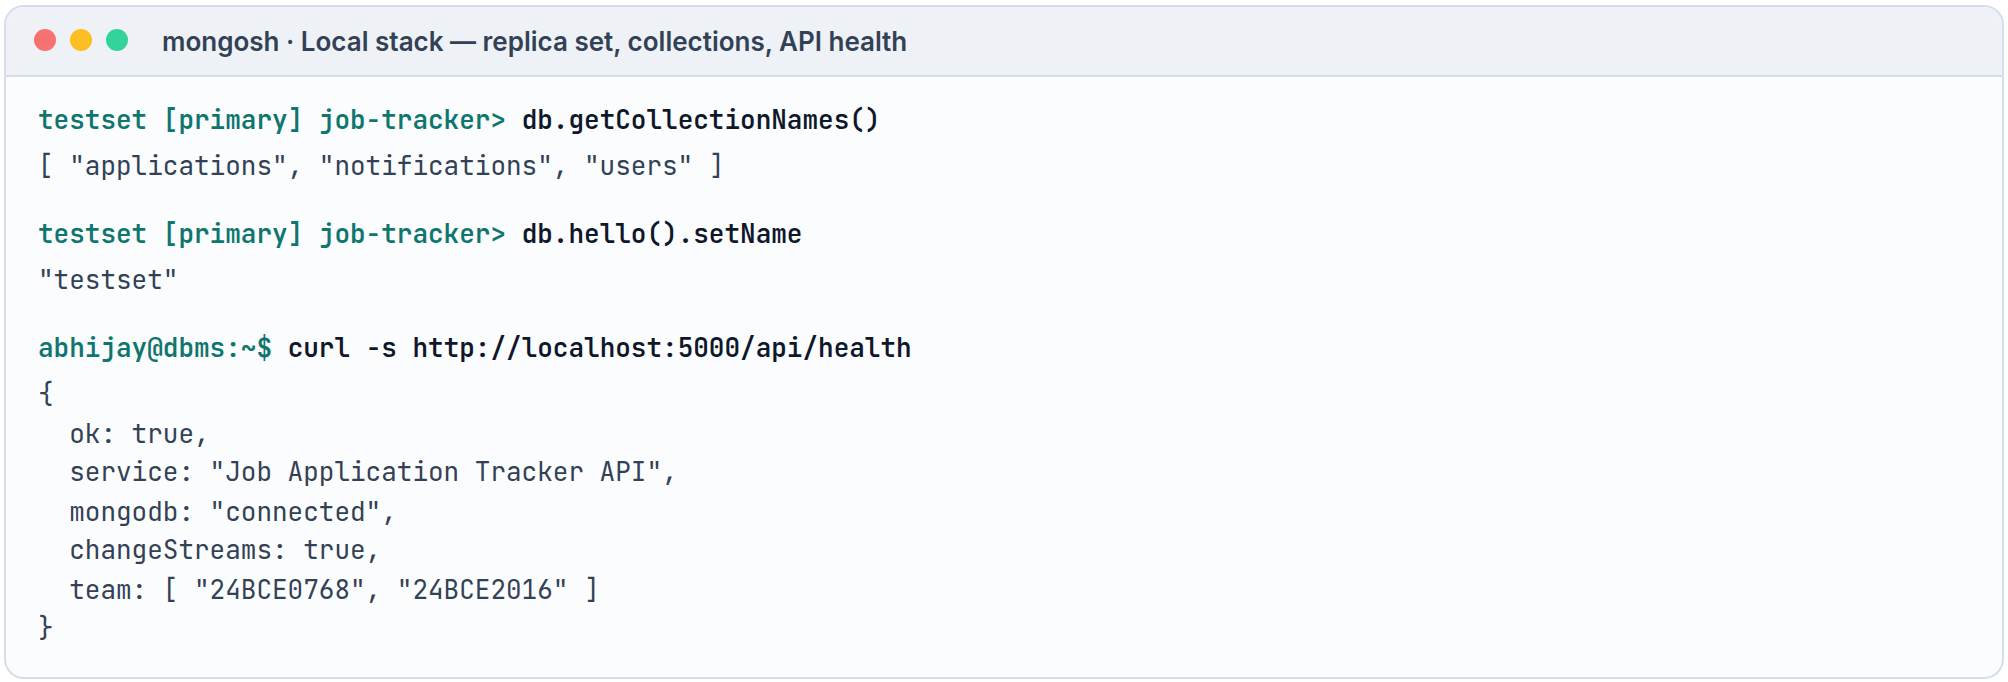 mongosh · Local stack — replica set, collections, API health
testset [primary] job-tracker> db.getCollectionNames()
[ "applications", "notifications", "users" ]
testset [primary] job-tracker> db.hello().setName
"testset"
abhijay@dbms:~$ curl -s http://localhost:5000/api/health
{
  ok: true,
  service: "Job Application Tracker API",
  mongodb: "connected",
  changeStreams: true,
  team: [ "24BCE0768", "24BCE2016" ]
}